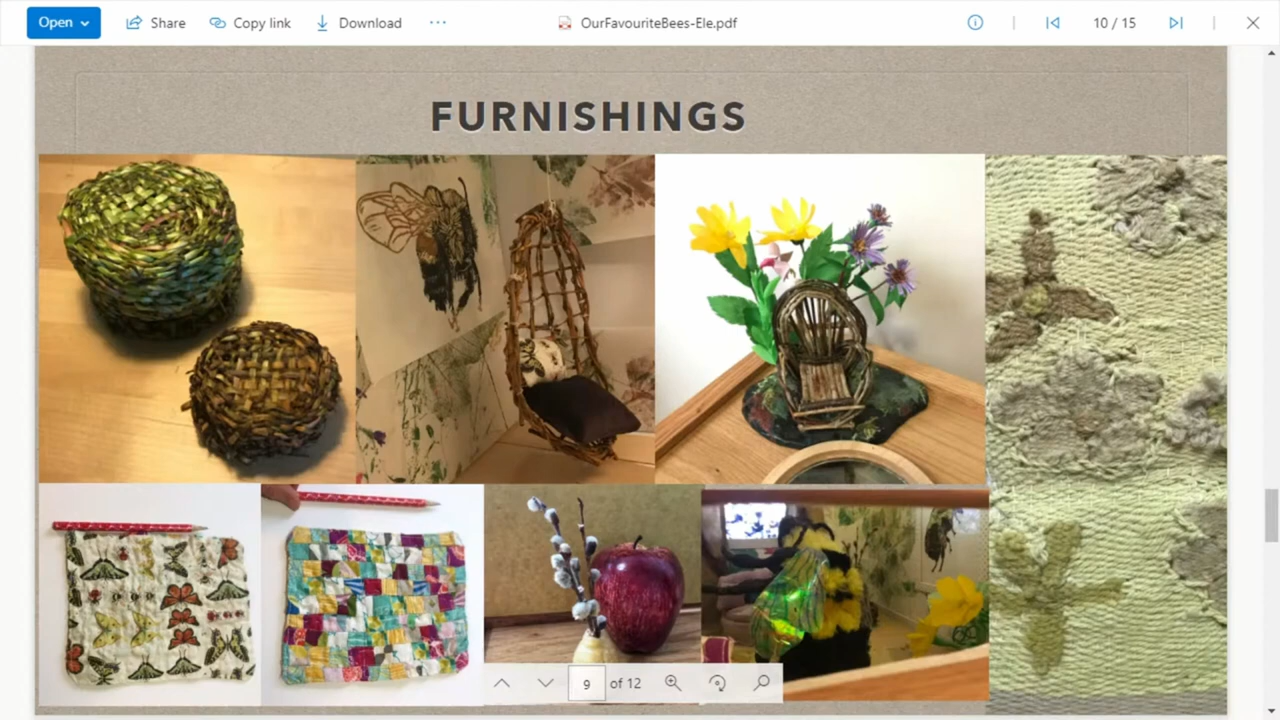 Open Share Copy link Download ... OurFavouriteBees-Ele.pdf 10 / 15
FURNISHINGS
9 of 12